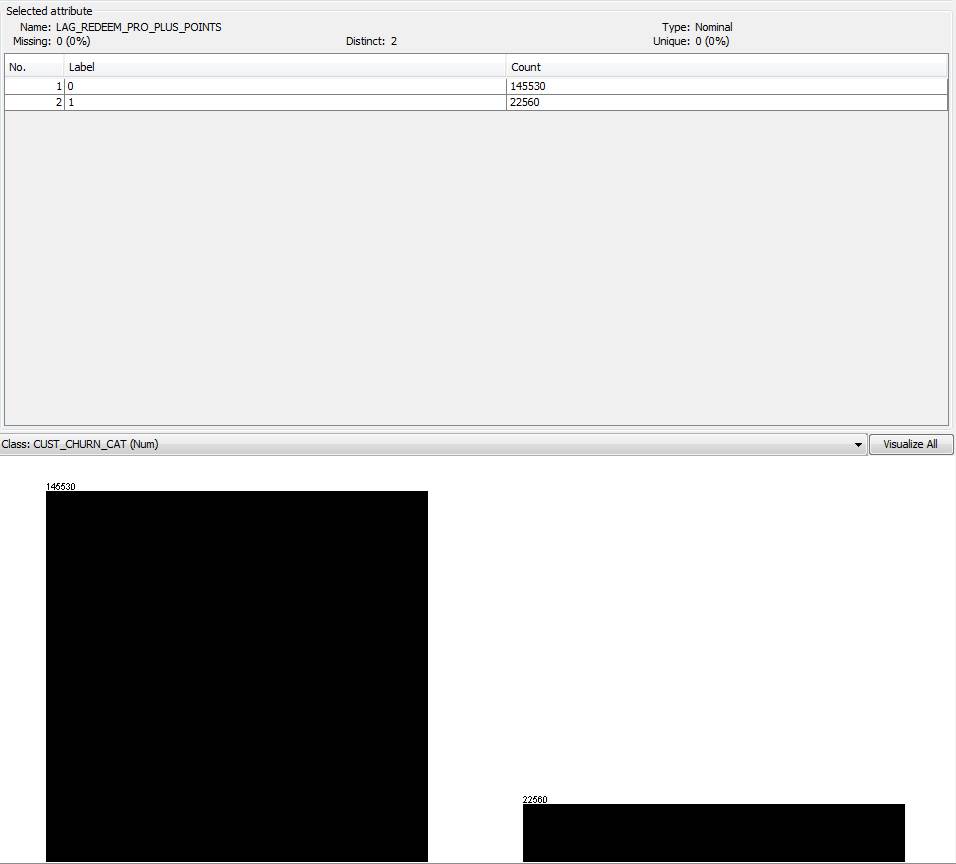 Selected attribute
Name: LAG_REDEEM_PRO_PLUS_POINTS Type: Nominal
Missing: 0 (0%) Distinct: 2 Unique: 0 (0%)
No. Label Count
1 0 145530
2 1 22560
Class: CUST_CHURN_CAT (Num) Visualize All
145530
22560